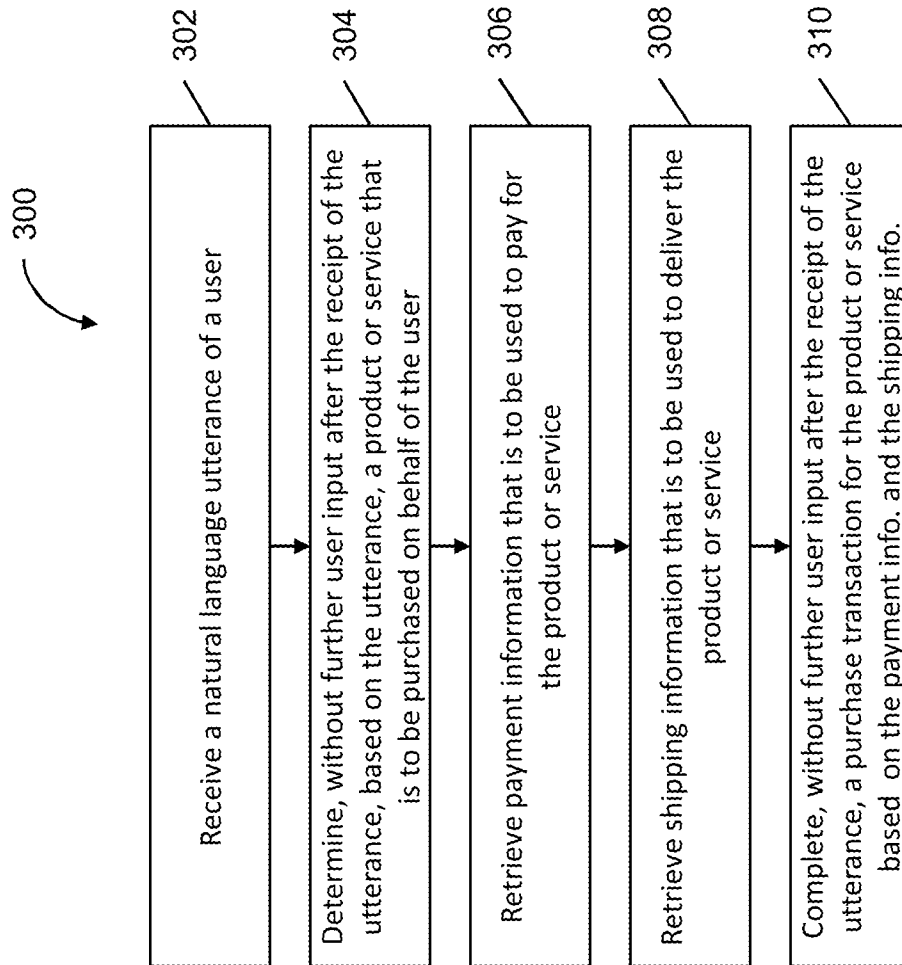 300
Receive a natural language utterance of a user
302
Determine, without further user input after the receipt of the
utterance, based on the utterance, a product or service that
is to be purchased on behalf of the user
304
Retrieve payment information that is to be used to pay for
the product or service
306
Retrieve shipping information that is to be used to deliver the
product or service
308
Complete, without further user input after the receipt of the
utterance, a purchase transaction for the product or service
based on the payment info. and the shipping info.
310